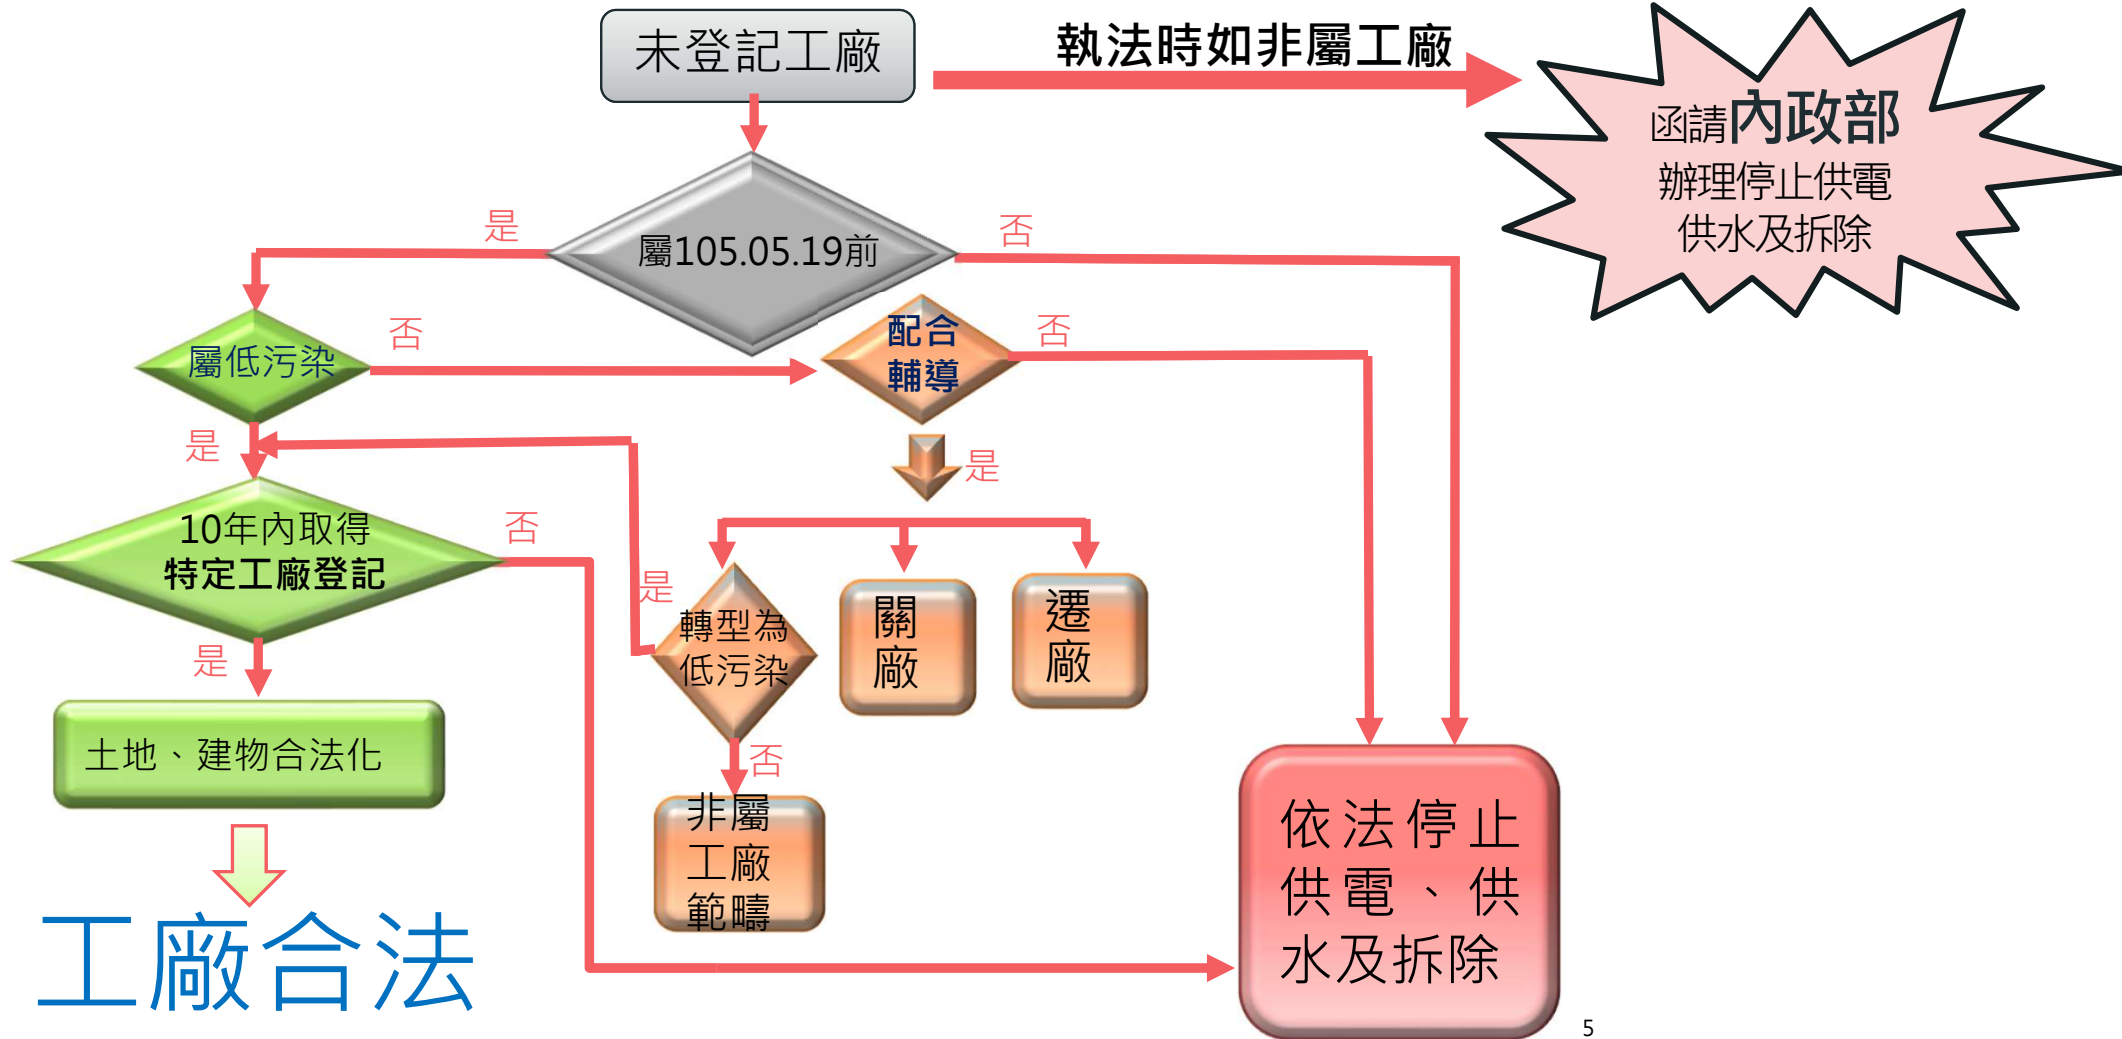 未登記工廠
執法時如非屬工廠
函請內政部
辦理停止供電
供水及拆除
是
屬105.05.19前
否
屬低污染
否
配合
輔導
否
是
是
10年內取得
特定工廠登記
否
是
是
轉型為
低污染
關
廠
遷
廠
土地、建物合法化
否
非屬
工廠
範疇
依法停止
供電、供
水及拆除
工廠合法
5